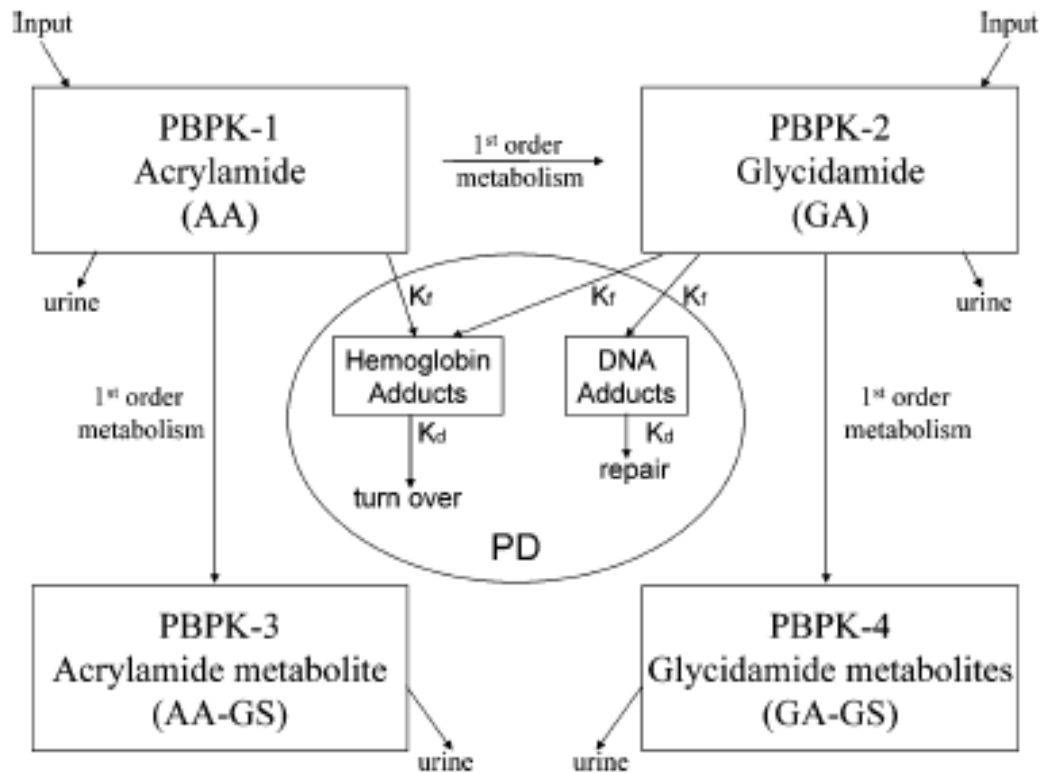 Input
Input
PBPK-1
Acrylamide
(AA)
1st order
metabolism
PBPK-2
Glycidamide
(GA)
urine
urine
Kf
Kf
Kf
Hemoglobin
Adducts
DNA
Adducts
1st order
metabolism
1st order
metabolism
Kd
Kd
turn over
repair
PD
PBPK-3
Acrylamide metabolite
(AA-GS)
PBPK-4
Glycidamide metabolites
(GA-GS)
urine
urine